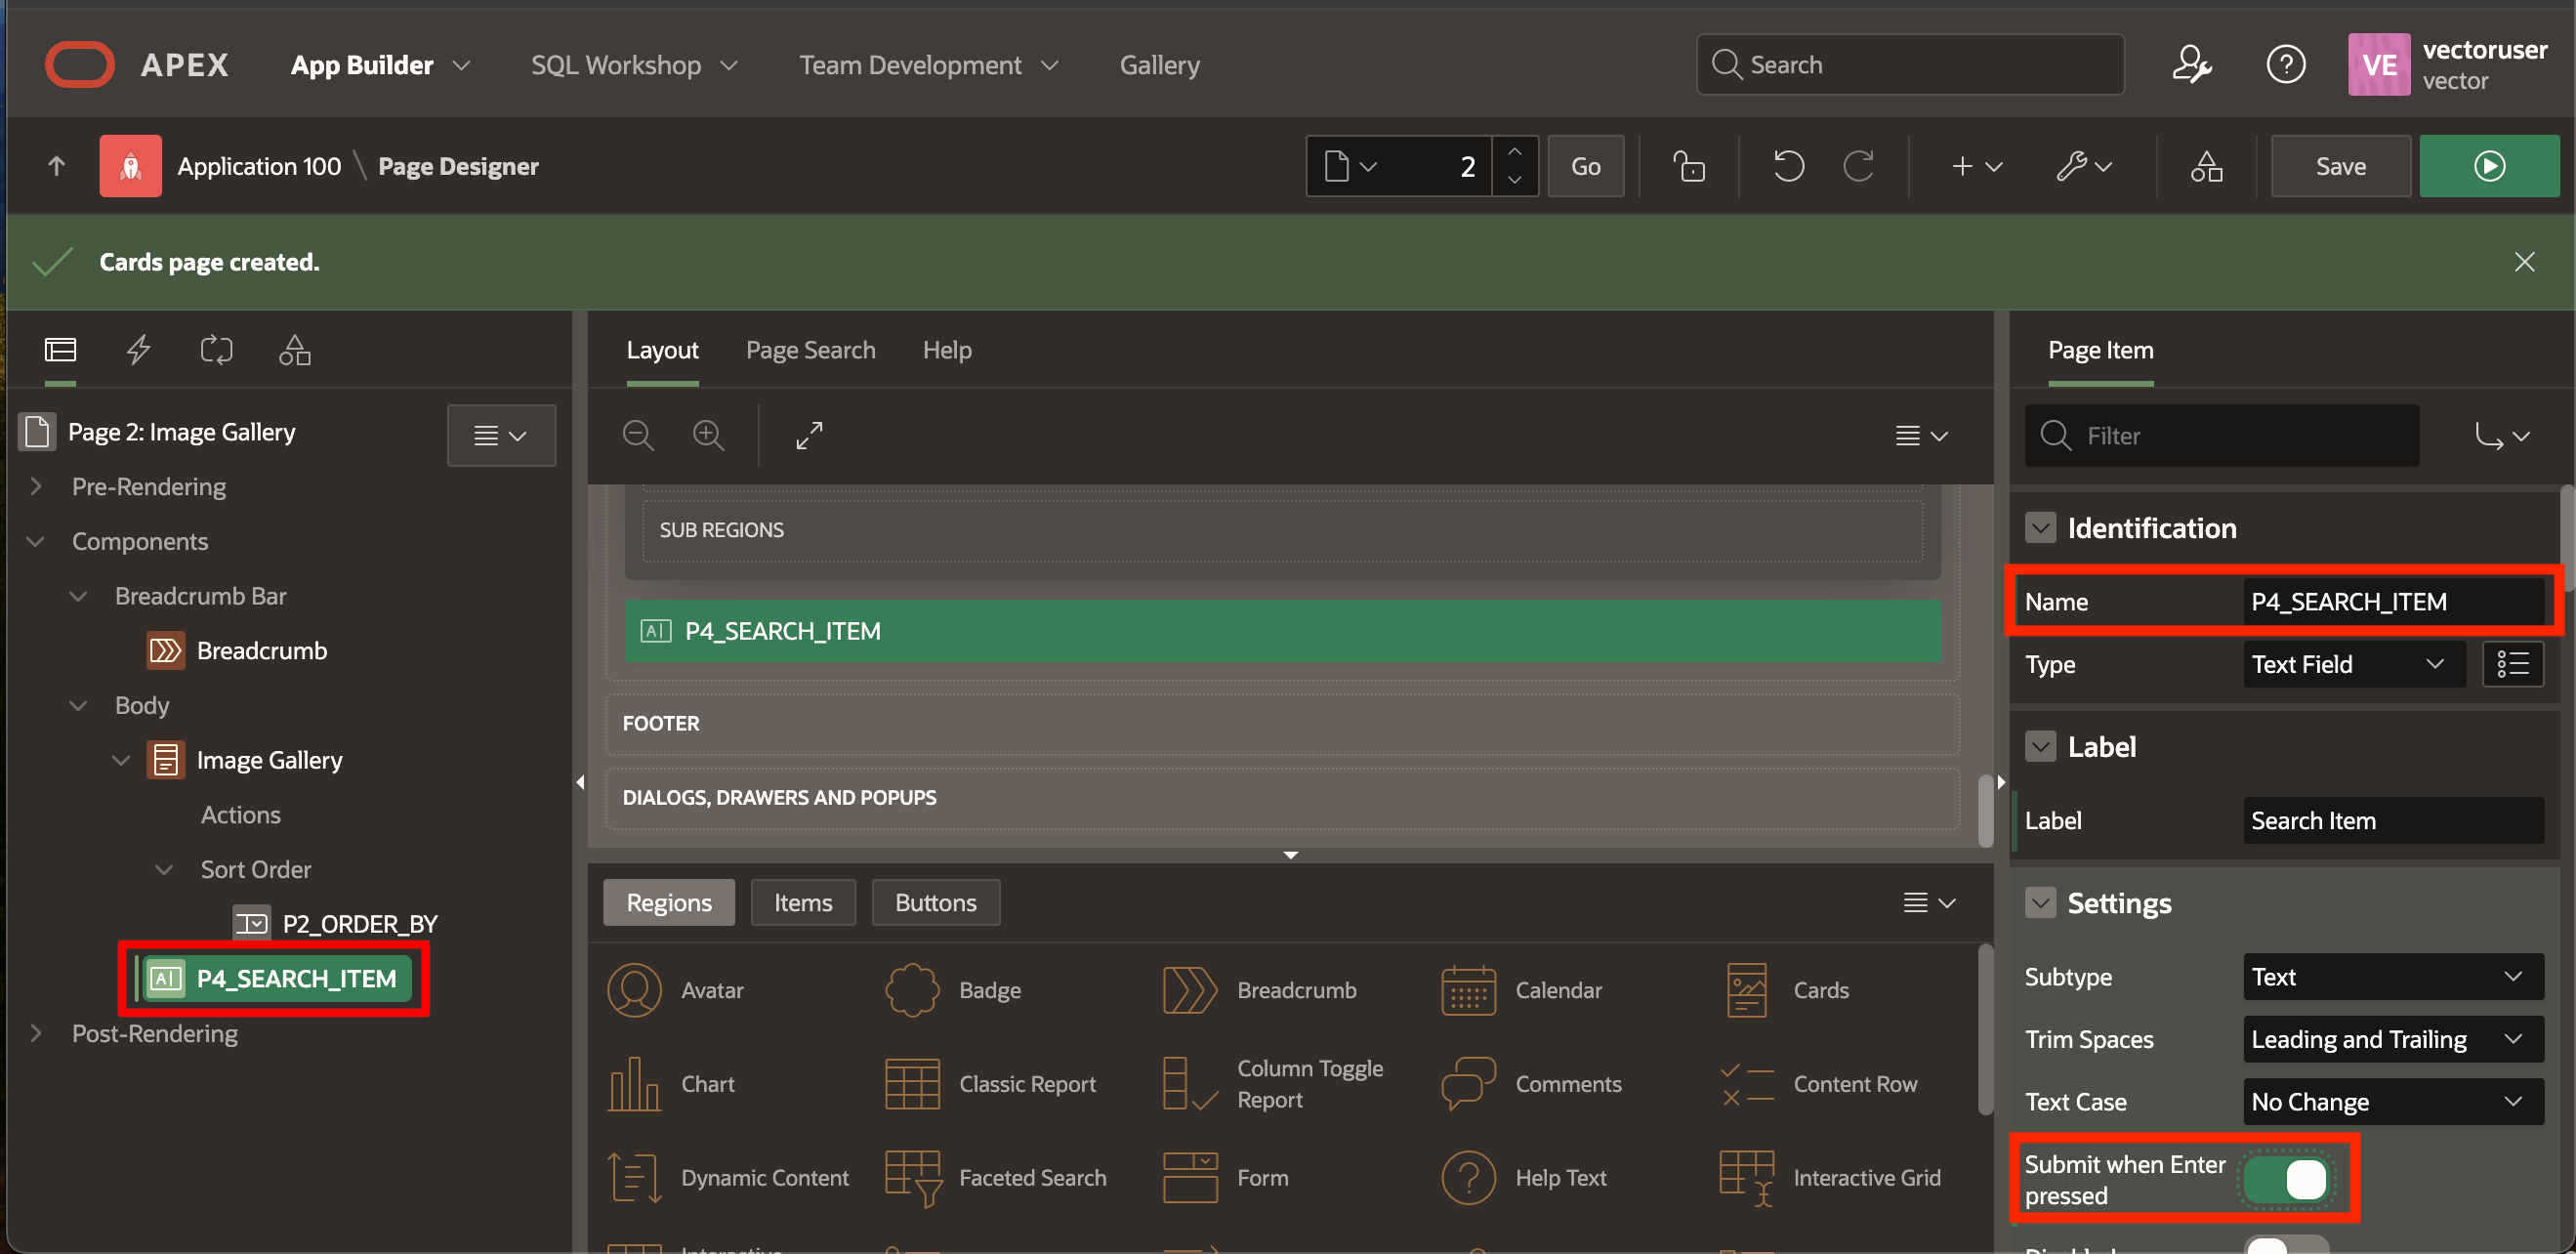 APEX
App Builder
SQL Workshop
Team Development
Gallery
Search
VE
vectoruser
vector
Application 100 \ Page Designer
2
Go
Save
Cards page created.
Page 2: Image Gallery
Pre-Rendering
Components
Breadcrumb Bar
Breadcrumb
Body
Image Gallery
Actions
Sort Order
P2_ORDER_BY
P4_SEARCH_ITEM
Post-Rendering
Layout
Page Search
Help
SUB REGIONS
P4_SEARCH_ITEM
FOOTER
DIALOGS, DRAWERS AND POPUPS
Regions
Items
Buttons
Avatar
Badge
Breadcrumb
Calendar
Cards
Chart
Classic Report
Column Toggle
Report
Comments
Content Row
Dynamic Content
Faceted Search
Form
Help Text
Interactive Grid
Interactive
Page Item
Filter
Identification
Name
P4_SEARCH_ITEM
Type
Text Field
Label
Label
Search Item
Settings
Subtype
Text
Trim Spaces
Leading and Trailing
Text Case
No Change
Submit when Enter
pressed